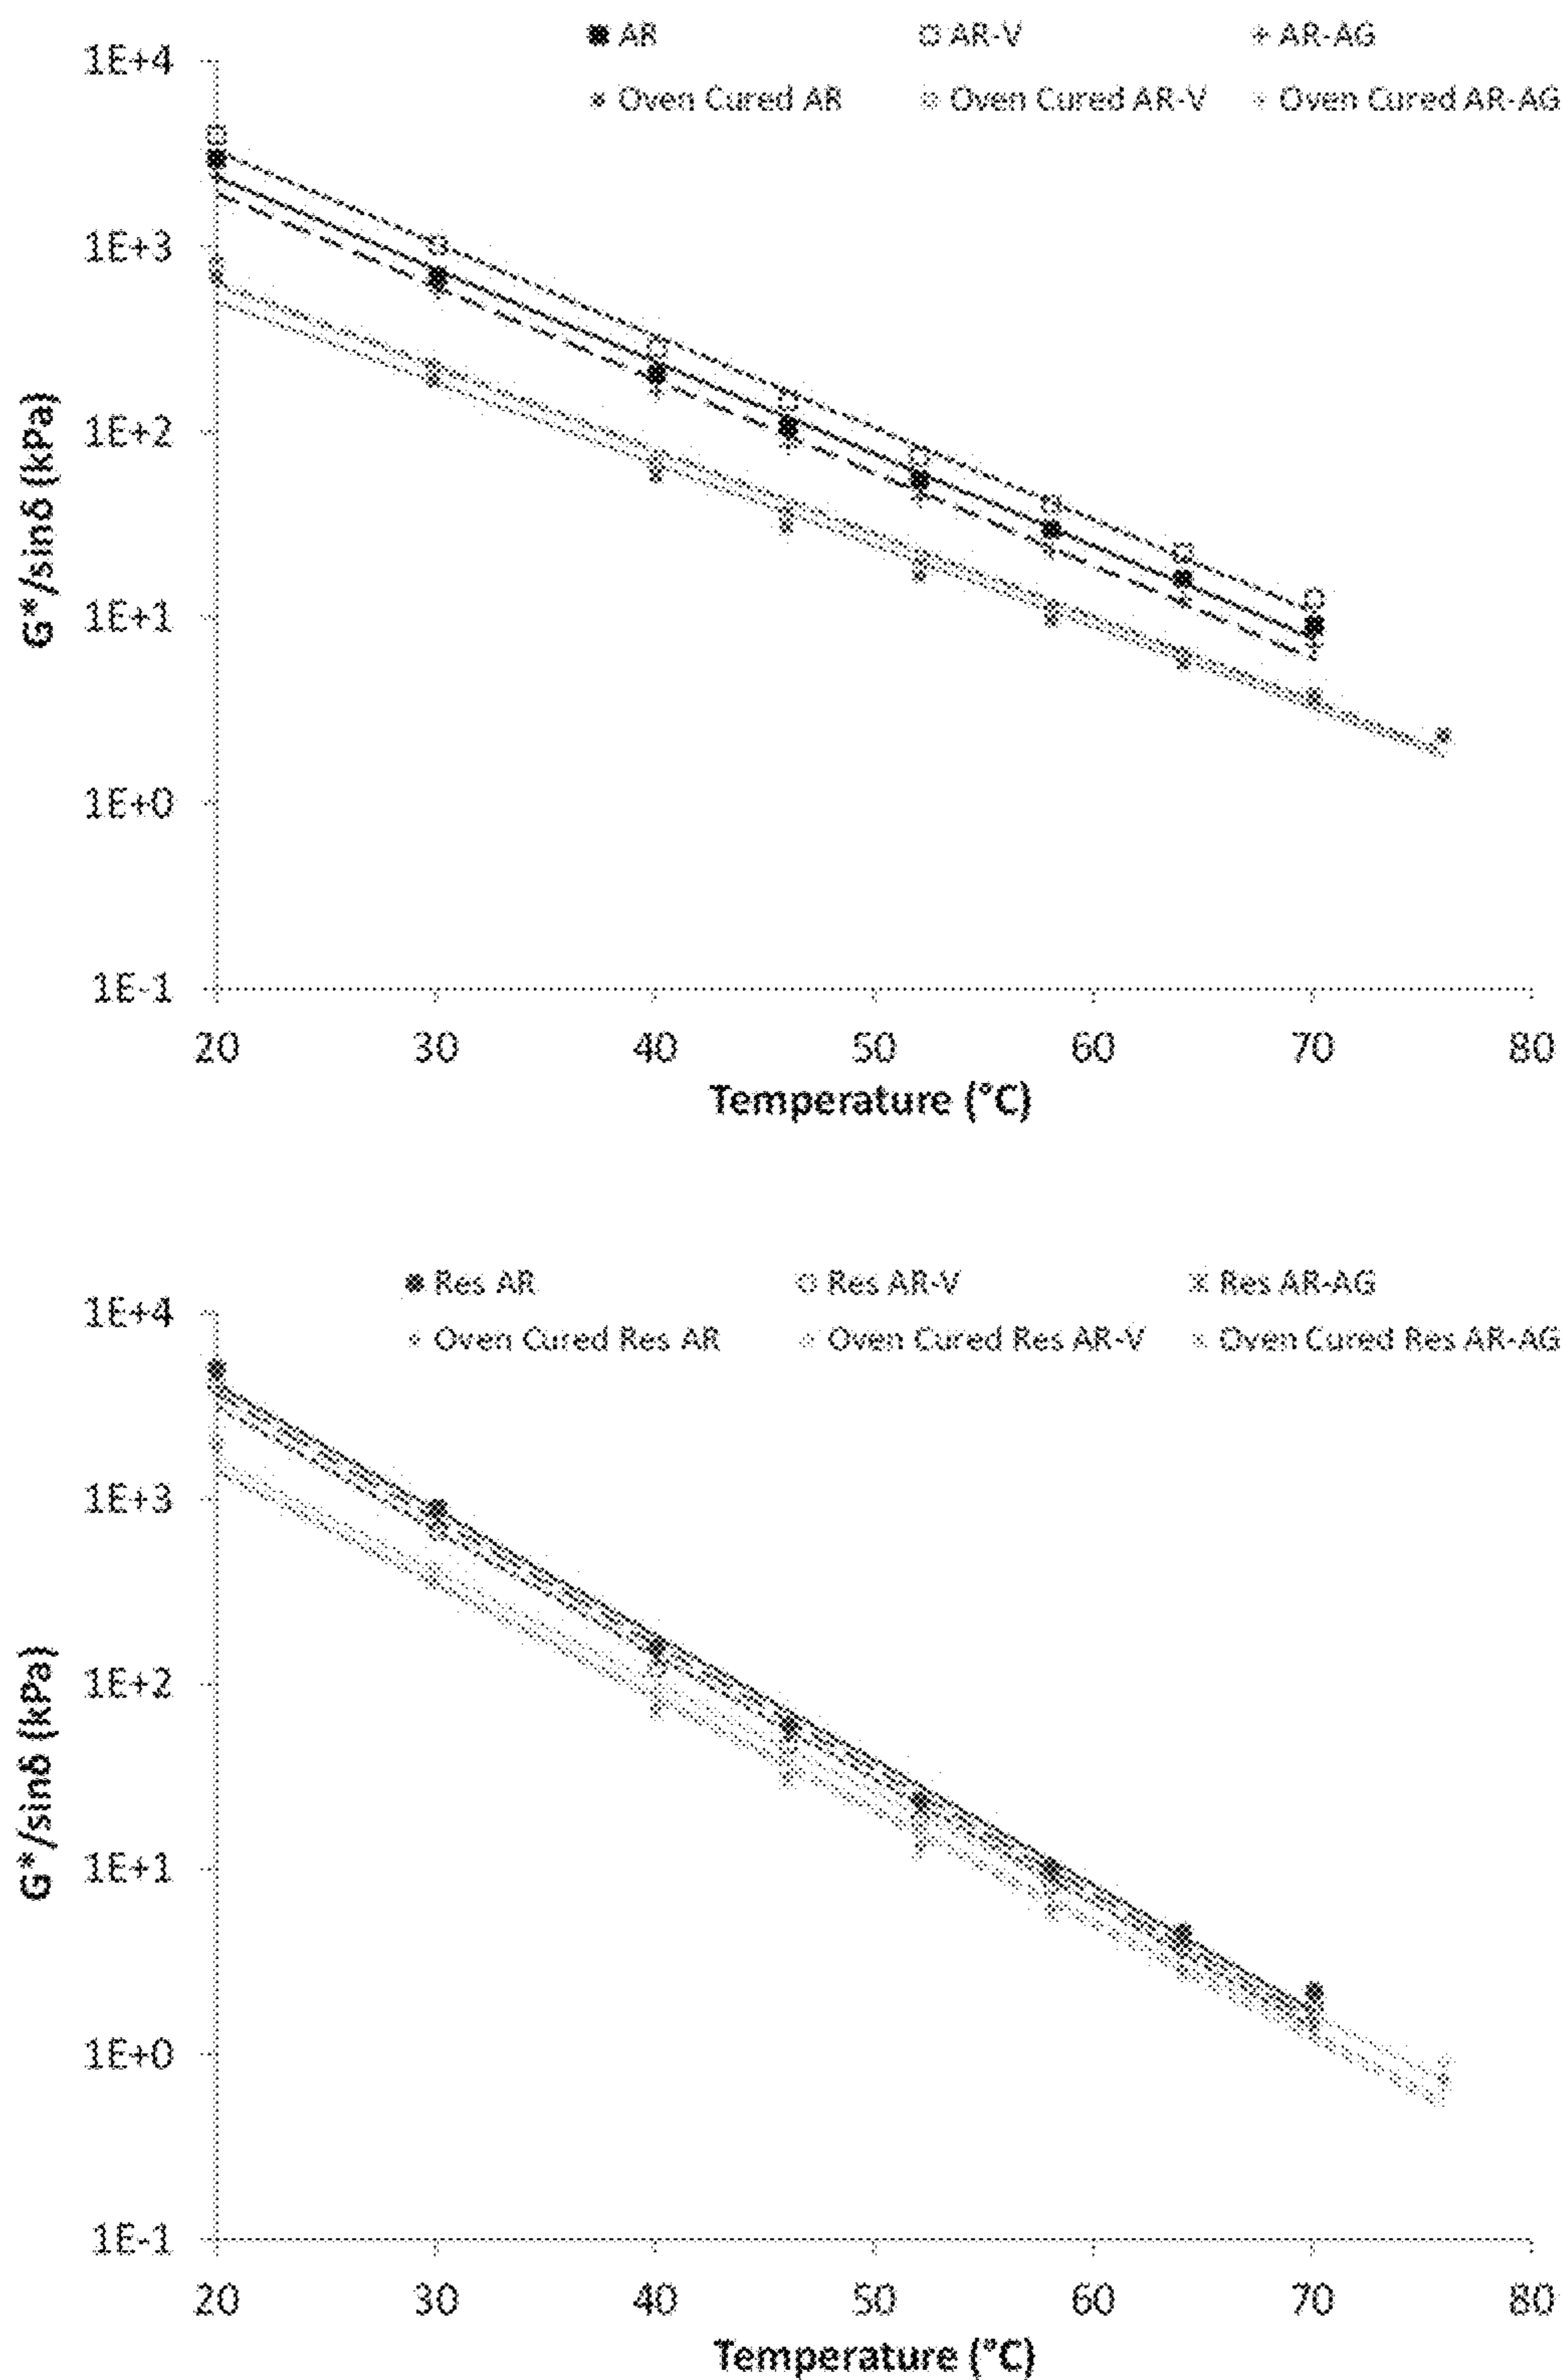 AR AR-V AR-AG
Oven Cured AR Oven Cured AR-V Oven Cured AR-AG
1E+4
1E+3
1E+2
1E+1
1E+0
1E-1
G*/sinδ (kPa)
20 30 40 50 60 70 80
Temperature (°C)
Res AR Res AR-V Res AR-AG
Oven Cured Res AR Oven Cured Res AR-V Oven Cured Res AR-AG
1E+4
1E+3
1E+2
1E+1
1E+0
1E-1
G*/sinδ (kPa)
20 30 40 50 60 70 80
Temperature (°C)